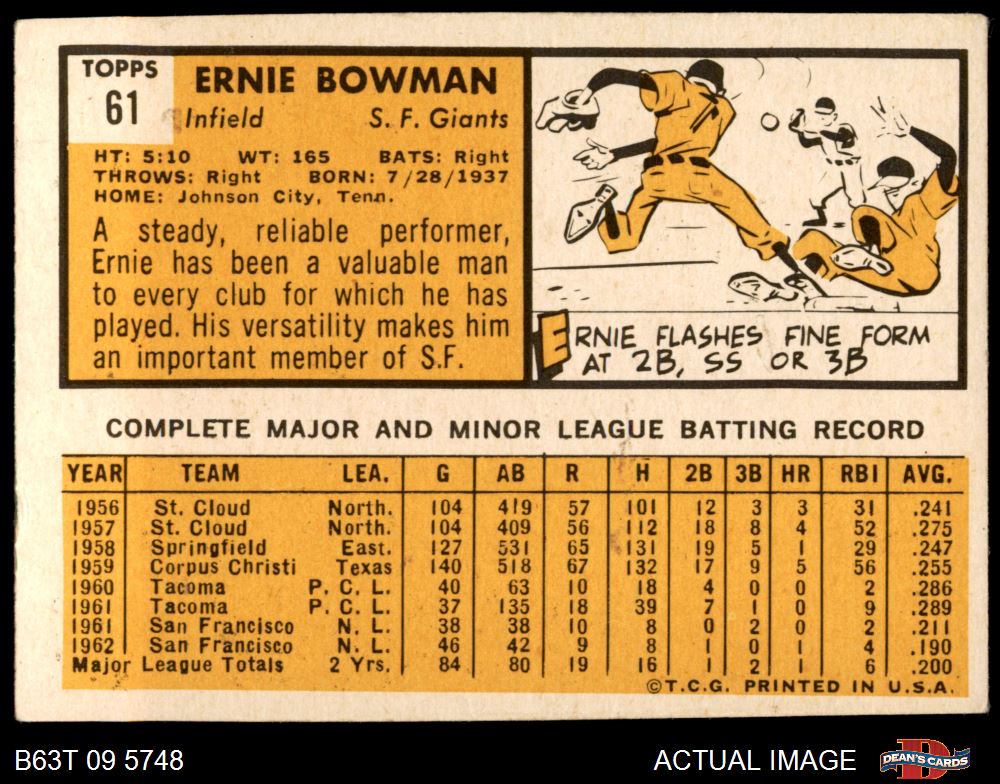 TOPPS
61
ERNIE BOWMAN
Infield S. F. Giants
HT: 5:10 WT: 165 BATS: Right
THROWS: Right BORN: 7/28/1937
HOME: Johnson City, Tenn.
A steady, reliable performer,
Ernie has been a valuable man
to every club for which he has
played. His versatility makes him
an important member of S.F.
ERNIE FLASHES FINE FORM
AT 2B, SS OR 3B
COMPLETE MAJOR AND MINOR LEAGUE BATTING RECORD
YEAR TEAM LEA. G AB R H 2B 3B HR RBI AVG.
1956 St. Cloud North. 104 419 57 101 12 3 3 31 .241
1957 St. Cloud North. 104 409 56 112 18 8 4 52 .275
1958 Springfield East. 127 531 65 131 19 5 1 29 .247
1959 Corpus Christi Texas 140 518 67 132 17 9 5 56 .255
1960 Tacoma P. C. L. 40 63 10 18 4 0 0 2 .286
1961 Tacoma P. C. L. 37 135 18 39 7 1 0 9 .289
1961 San Francisco N. L. 38 38 10 8 0 2 0 2 .211
1962 San Francisco N. L. 46 42 9 8 1 0 1 4 .190
Major League Totals 2 Yrs. 84 80 19 16 1 2 1 6 .200
©T.C.G. PRINTED IN U.S.A.
B63T 09 5748 ACTUAL IMAGE DEAN'S CARDS